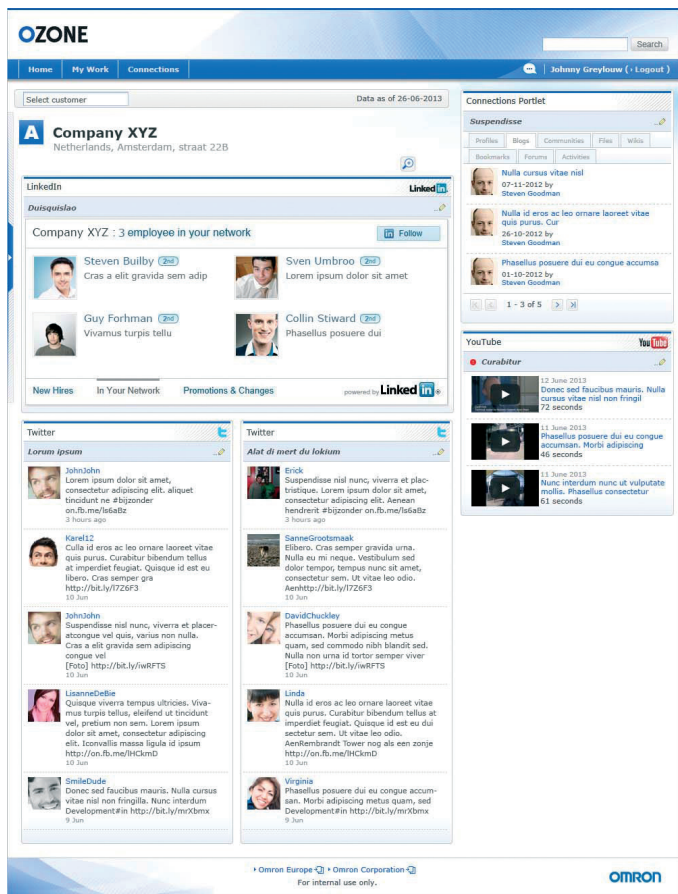 OZONE
Search
Home My Work Connections
Johnny Greylouw ( › Logout )
Select customer
Data as of 26-06-2013
A Company XYZ
Netherlands, Amsterdam, straat 22B
LinkedIn
Linked in
Duisquislao
Company XYZ : 3 employee in your network
in Follow
Steven Builby 2nd
Cras a elit gravida sem adip
Sven Umbroo 2nd
Lorem ipsum dolor sit amet
Guy Forhman 2nd
Vivamus turpis tellu
Collin Stiward 2nd
Phasellus posuere dui
New Hires In Your Network Promotions & Changes
powered by Linked in ®
Twitter
Lorum ipsum
JohnJohn
Lorem ipsum dolor sit amet,
consectetur adipiscing elit. aliquet
tincidunt ne #bijzonder
on.fb.me/ls6aBz
3 hours ago
Karel12
Culla id eros ac leo ornare laoreet vitae
quis purus. Curabitur bibendum tellus
at imperdiet feugiat. Quisque id est eu
libero. Cras semper gra
http://bit.ly/l7Z6F3
10 Jun
JohnJohn
Suspendisse nisl nunc, viverra et placer-
atcongue vel quis, varius non nulla.
Cras a elit gravida sem adipiscing
congue vel
[Foto] http://bit.ly/iwRFTS
10 Jun
LisanneDeBie
Quisque viverra tempus ultricies. Viva-
mus turpis tellus, eleifend ut tincidunt
vel, pretium non sem. Lorem ipsum
dolor sit amet, consectetur adipiscing
elit. Iconvallis massa ligula id ipsum
http://on.fb.me/lHCkmD
10 Jun
SmileDude
Donec sed faucibus mauris. Nulla cursus
vitae nisl non fringilla. Nunc interdum
Development#in http://bit.ly/mrXbmx
9 Jun
Twitter
Alat di mert du lokium
Erick
Suspendisse nisl nunc, viverra et plac-
tristique. Lorem ipsum dolor sit amet,
consectetur adipiscing elit. Aenean
hendrerit #bijzonder on.fb.me/ls6aBz
3 hours ago
SanneGrootsmaak
Elibero. Cras semper gravida urna.
Nulla eu mi neque. Vestibulum sed
dolor tempor, tempus nunc sit amet,
consectetur sem. Ut vitae leo odio.
Aenhttp://bit.ly/l7Z6F3
10 Jun
DavidChuckley
Phasellus posuere dui eu congue
accumsan. Morbi adipiscing metus
quam, sed commodo nibh blandit sed.
Nulla non urna id tortor semper viver
[Foto] http://bit.ly/iwRFTS
10 Jun
Linda
Nulla id eros ac leo ornare laoreet vitae
quis purus. Curabitur bibendum tellus at
imperdiet feugiat. Quisque id est eu dui
sectetur sem. Ut vitae leo odio.
AenRembrandt Tower nog als een zonje
http://on.fb.me/lHCkmD
10 Jun
Virginia
Phasellus posuere dui eu congue accum-
san. Morbi adipiscing metus quam, sed
Development#in http://bit.ly/mrXbmx
9 Jun
Connections Portlet
Suspendisse
Profiles Blogs Communities Files Wikis
Bookmarks Forums Activities
Nulla cursus vitae nisl
07-11-2012 by
Steven Goodman
Nulla id eros ac leo ornare laoreet vitae
quis purus. Cur
26-10-2012 by
Steven Goodman
Phasellus posuere dui eu congue accumsa
01-10-2012 by
Steven Goodman
1 - 3 of 5
YouTube
You Tube
Curabitur
12 June 2013
Donec sed faucibus mauris. Nulla
cursus vitae nisl non fringil
72 seconds
11 June 2013
Phasellus posuere dui eu congue
accumsan. Morbi adipiscing
46 seconds
11 June 2013
Nunc interdum nunc ut vulputate
mollis. Phasellus consectetur
61 seconds
Omron Europe Omron Corporation
For internal use only.
OMRON